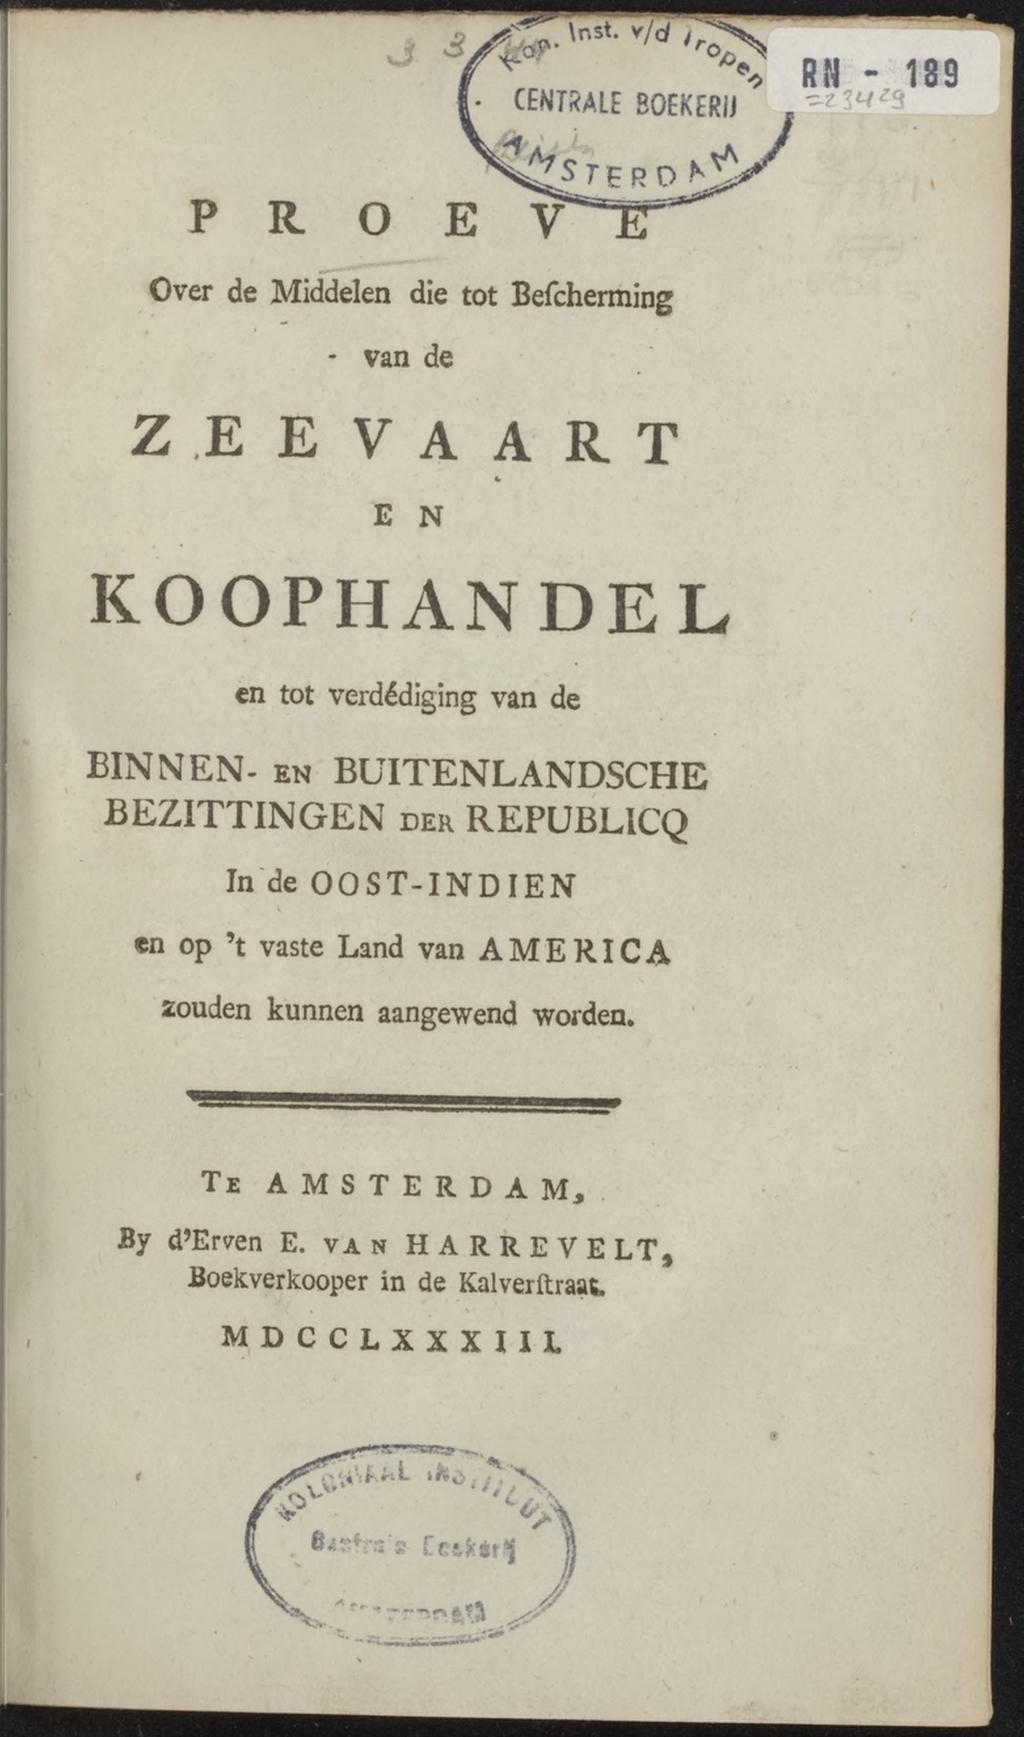 3 3
Kon. Inst. v/d Tropen
CENTRALE BOEKERIJ
AMSTERDAM
RN - 189
=23429
PROEVE
Over de Middelen die tot Beſcherming
van de
ZEEVAART
EN
KOOPHANDEL
en tot verdédiging van de
BINNEN- EN BUITENLANDSCHE
BEZITTINGEN DER REPUBLICQ
In de OOST-INDIEN
en op 't vaste Land van AMERICA
zouden kunnen aangewend worden.
TE AMSTERDAM,
By d'Erven E. VAN HARREVELT,
Boekverkooper in de Kalverſtraat.
MDCCLXXXIII.
KOLONIAAL INSTITUUT
Centrale Boekerij
AMSTERDAM